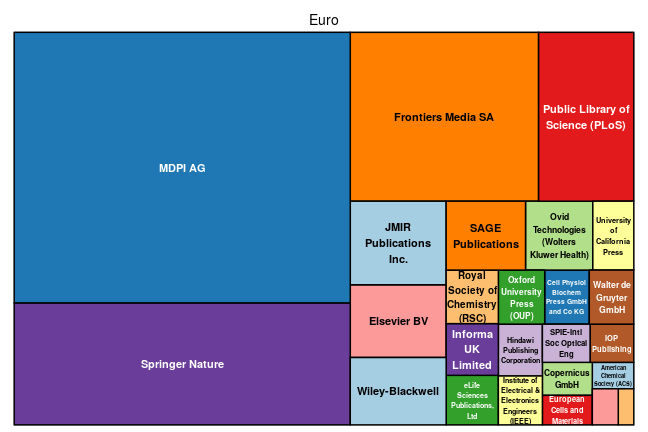 Euro
MDPI AG
Springer Nature
Frontiers Media SA
Public Library of
Science (PLoS)
JMIR
Publications
Inc.
Elsevier BV
Wiley-Blackwell
SAGE
Publications
Ovid
Technologies
(Wolters
Kluwer Health)
University
of
California
Press
Royal
Society of
Chemistry
(RSC)
Oxford
University
Press
(OUP)
Cell Physiol
Biochem
Press GmbH
and Co KG
Walter de
Gruyter
GmbH
Informa
UK
Limited
Hindawi
Publishing
Corporation
SPIE-Intl
Soc Optical
Eng
IOP
Publishing
eLife
Sciences
Publications,
Ltd
Institute of
Electrical &
Electronics
Engineers
(IEEE)
Copernicus
GmbH
American
Chemical
Society (ACS)
European
Cells and
Materials